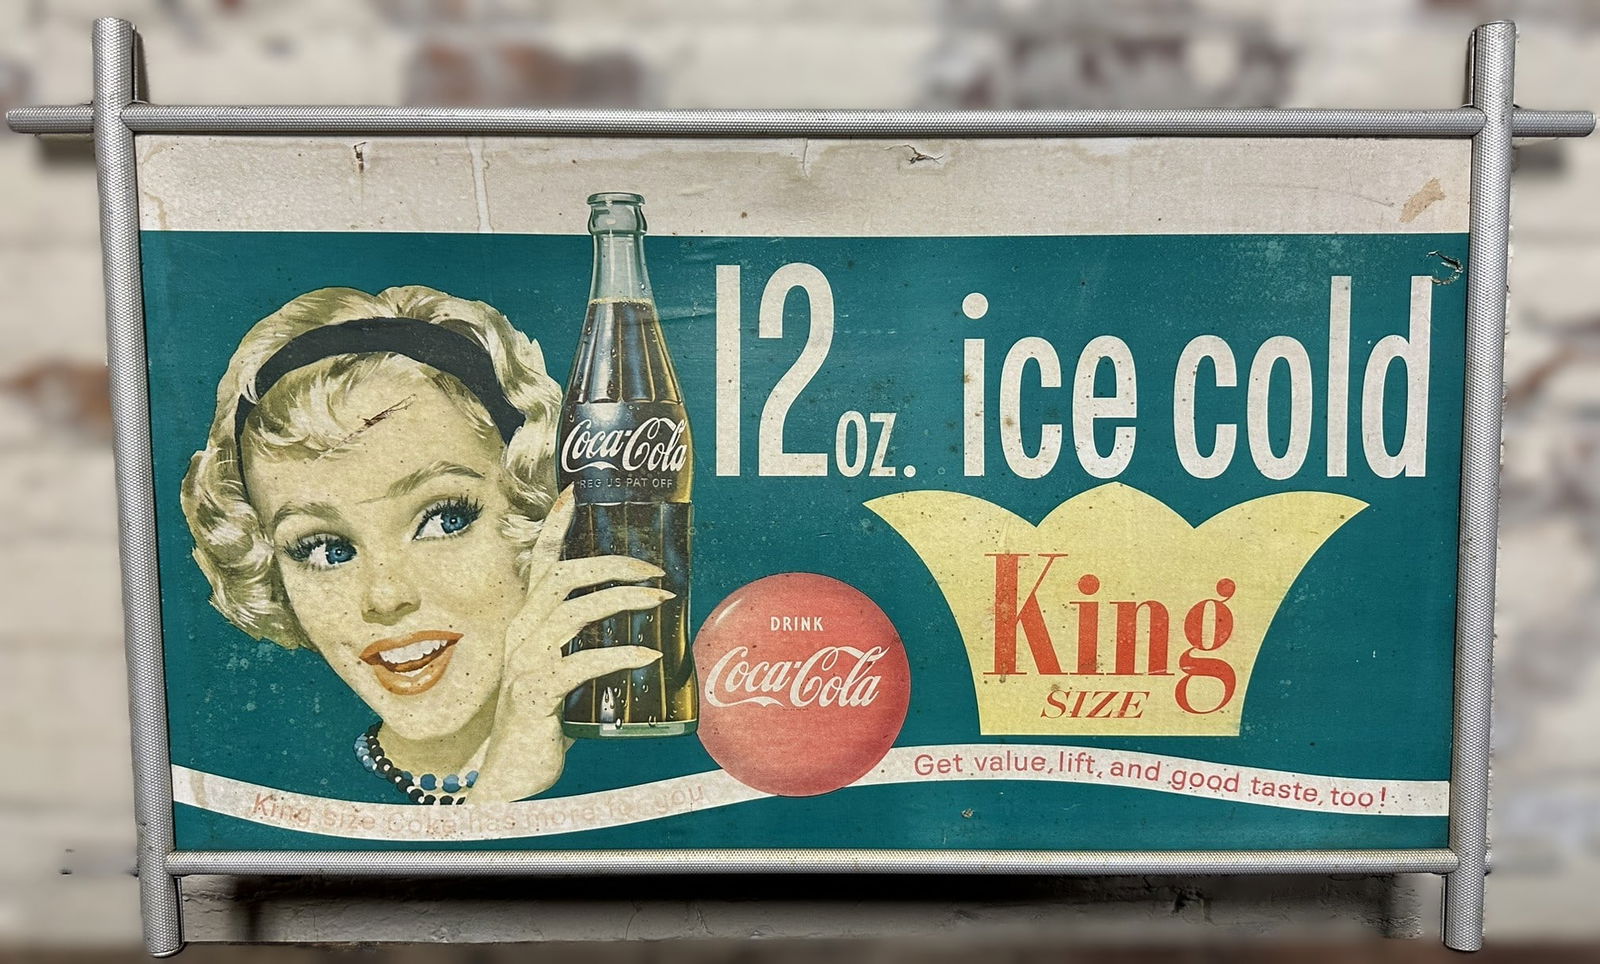 12 oz. ice cold
Coca-Cola
REG US PAT OFF
King
SIZE
DRINK
Coca-Cola
King size Coke has more for you
Get value, lift, and good taste, too!